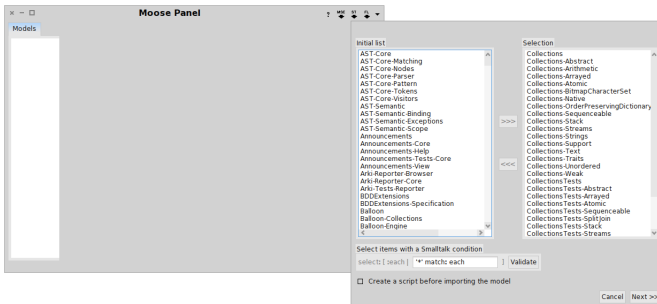 Moose Panel
? MSE ST FL
Models
Initial list
AST-Core
AST-Core-Matching
AST-Core-Nodes
AST-Core-Parser
AST-Core-Pattern
AST-Core-Tokens
AST-Core-Visitors
AST-Semantic
AST-Semantic-Binding
AST-Semantic-Exceptions
AST-Semantic-Scope
Announcements
Announcements-Core
Announcements-Help
Announcements-Tests-Core
Announcements-View
Arki-Reporter-Browser
Arki-Reporter-Core
Arki-Tests-Reporter
BDDExtensions
BDDExtensions-Specification
Balloon
Balloon-Collections
Balloon-Engine
>>>
<<<
Selection
Collections
Collections-Abstract
Collections-Arithmetic
Collections-Arrayed
Collections-Atomic
Collections-BitmapCharacterSet
Collections-Native
Collections-OrderPreservingDictionary
Collections-Sequenceable
Collections-Stack
Collections-Streams
Collections-Strings
Collections-Support
Collections-Text
Collections-Traits
Collections-Unordered
Collections-Weak
CollectionsTests
CollectionsTests-Abstract
CollectionsTests-Arrayed
CollectionsTests-Atomic
CollectionsTests-Sequenceable
CollectionsTests-SplitJoin
CollectionsTests-Stack
CollectionsTests-Streams
Select items with a Smalltalk condition
select: [ :each | '*' match: each ] Validate
Create a script before importing the model
Cancel Next >>